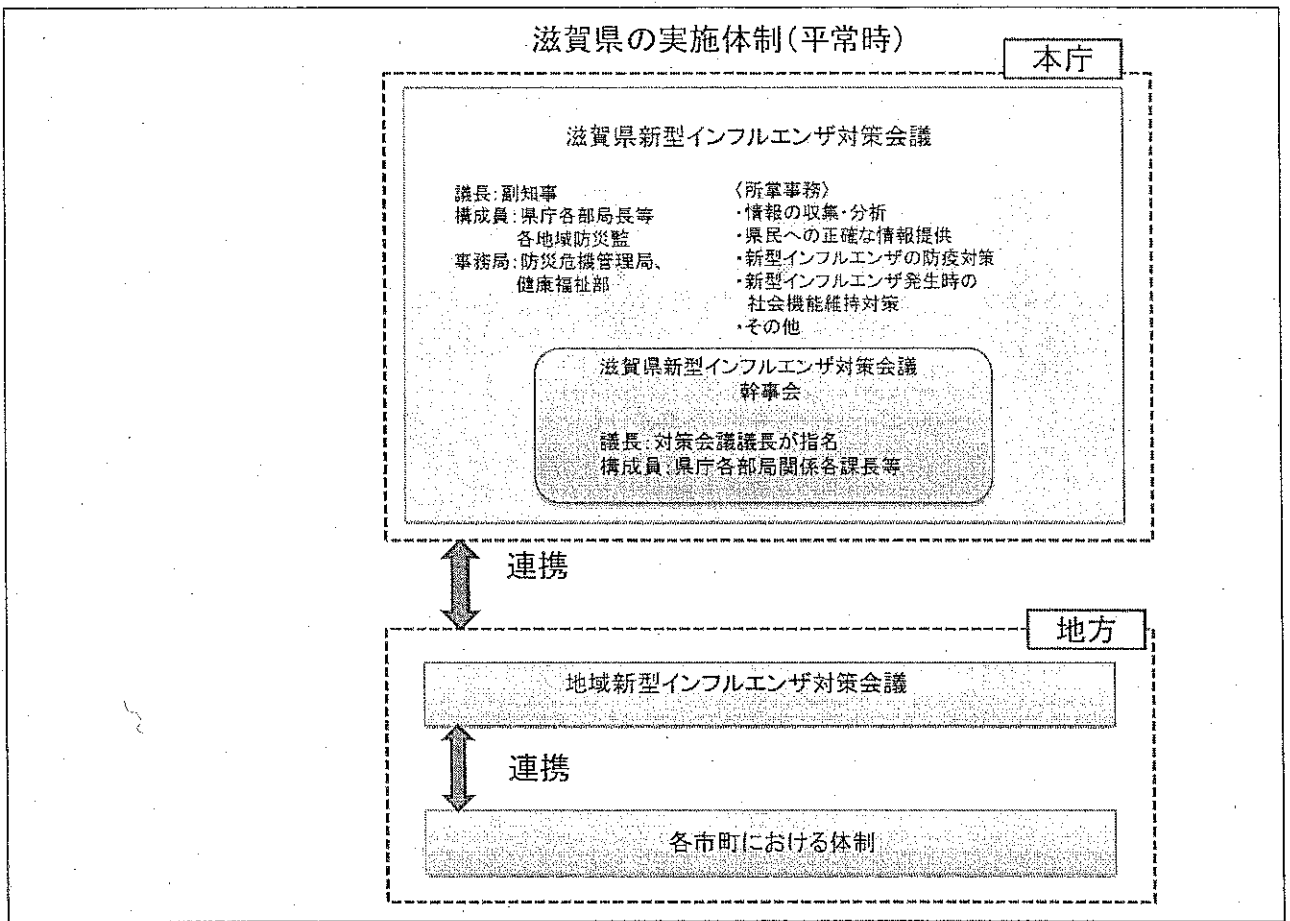 滋賀県の実施体制(平常時)
本庁
滋賀県新型インフルエンザ対策会議
議長:副知事
構成員:県庁各部局長等
各地域防災監
事務局:防災危機管理局、
健康福祉部
〈所掌事務〉
・情報の収集・分析
・県民への正確な情報提供
・新型インフルエンザの防疫対策
・新型インフルエンザ発生時の
社会機能維持対策
・その他
滋賀県新型インフルエンザ対策会議
幹事会
議長:対策会議議長が指名
構成員:県庁各部局関係各課長等
連携
地方
地域新型インフルエンザ対策会議
連携
各市町における体制